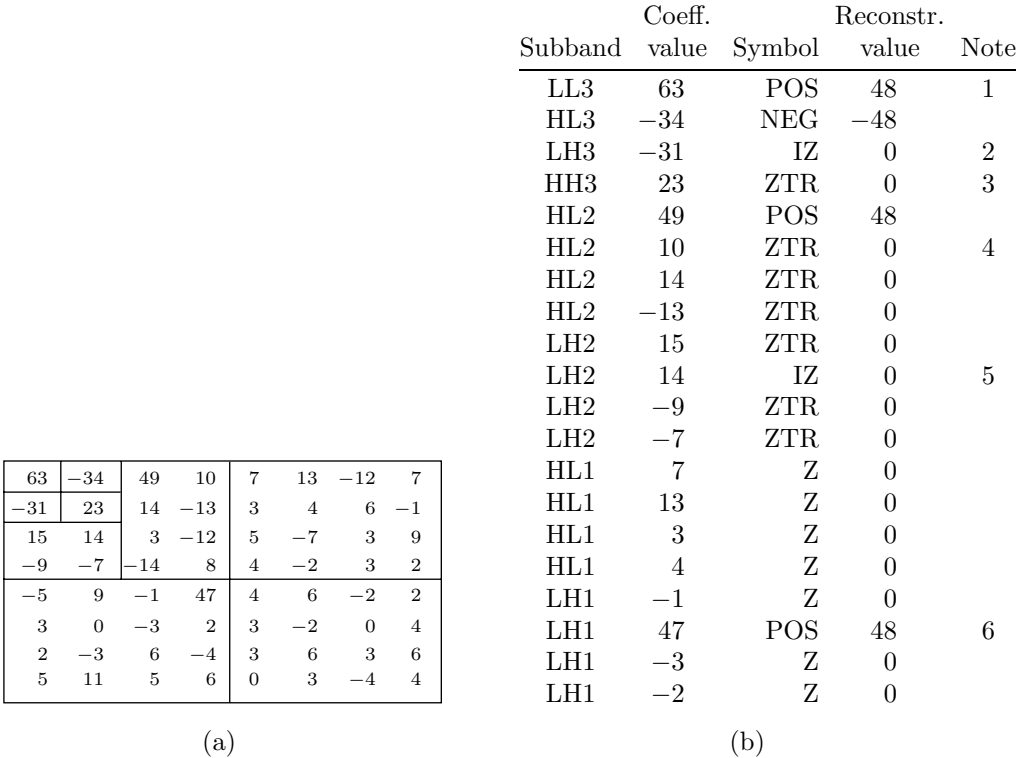 63 −34 49 10 7 13 −12 7
−31 23 14 −13 3 4 6 −1
15 14 3 −12 5 −7 3 9
−9 −7 −14 8 4 −2 3 2
−5 9 −1 47 4 6 −2 2
3 0 −3 2 3 −2 0 4
2 −3 6 −4 3 6 3 6
5 11 5 6 0 3 −4 4
(a)
Coeff. Reconstr.
Subband value Symbol value Note
LL3 63 POS 48 1
HL3 −34 NEG −48
LH3 −31 IZ 0 2
HH3 23 ZTR 0 3
HL2 49 POS 48
HL2 10 ZTR 0 4
HL2 14 ZTR 0
HL2 −13 ZTR 0
LH2 15 ZTR 0
LH2 14 IZ 0 5
LH2 −9 ZTR 0
LH2 −7 ZTR 0
HL1 7 Z 0
HL1 13 Z 0
HL1 3 Z 0
HL1 4 Z 0
LH1 −1 Z 0
LH1 47 POS 48 6
LH1 −3 Z 0
LH1 −2 Z 0
(b)